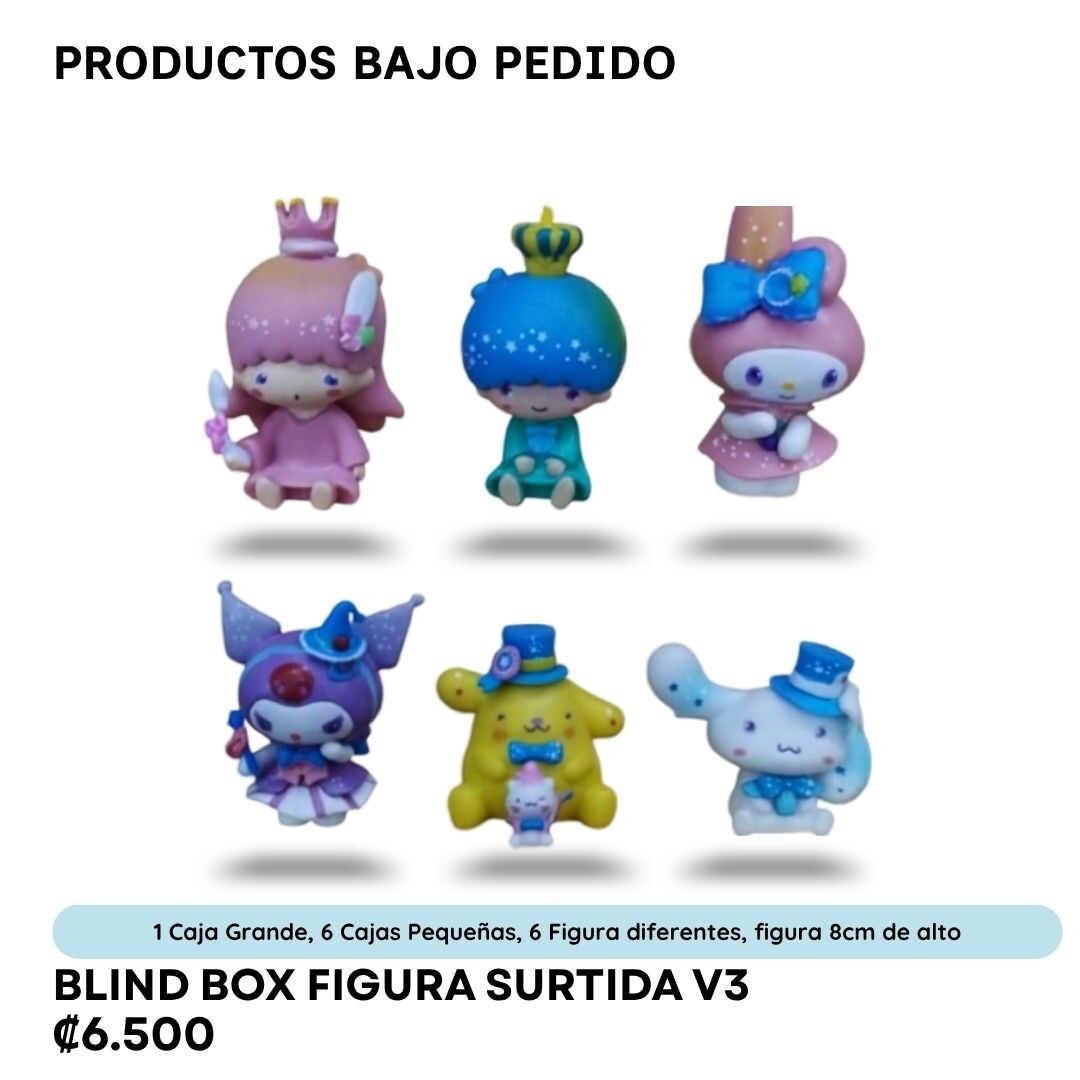 PRODUCTOS BAJO PEDIDO
1 Caja Grande, 6 Cajas Pequeñas, 6 Figura diferentes, figura 8cm de alto
BLIND BOX FIGURA SURTIDA V3
₡6.500